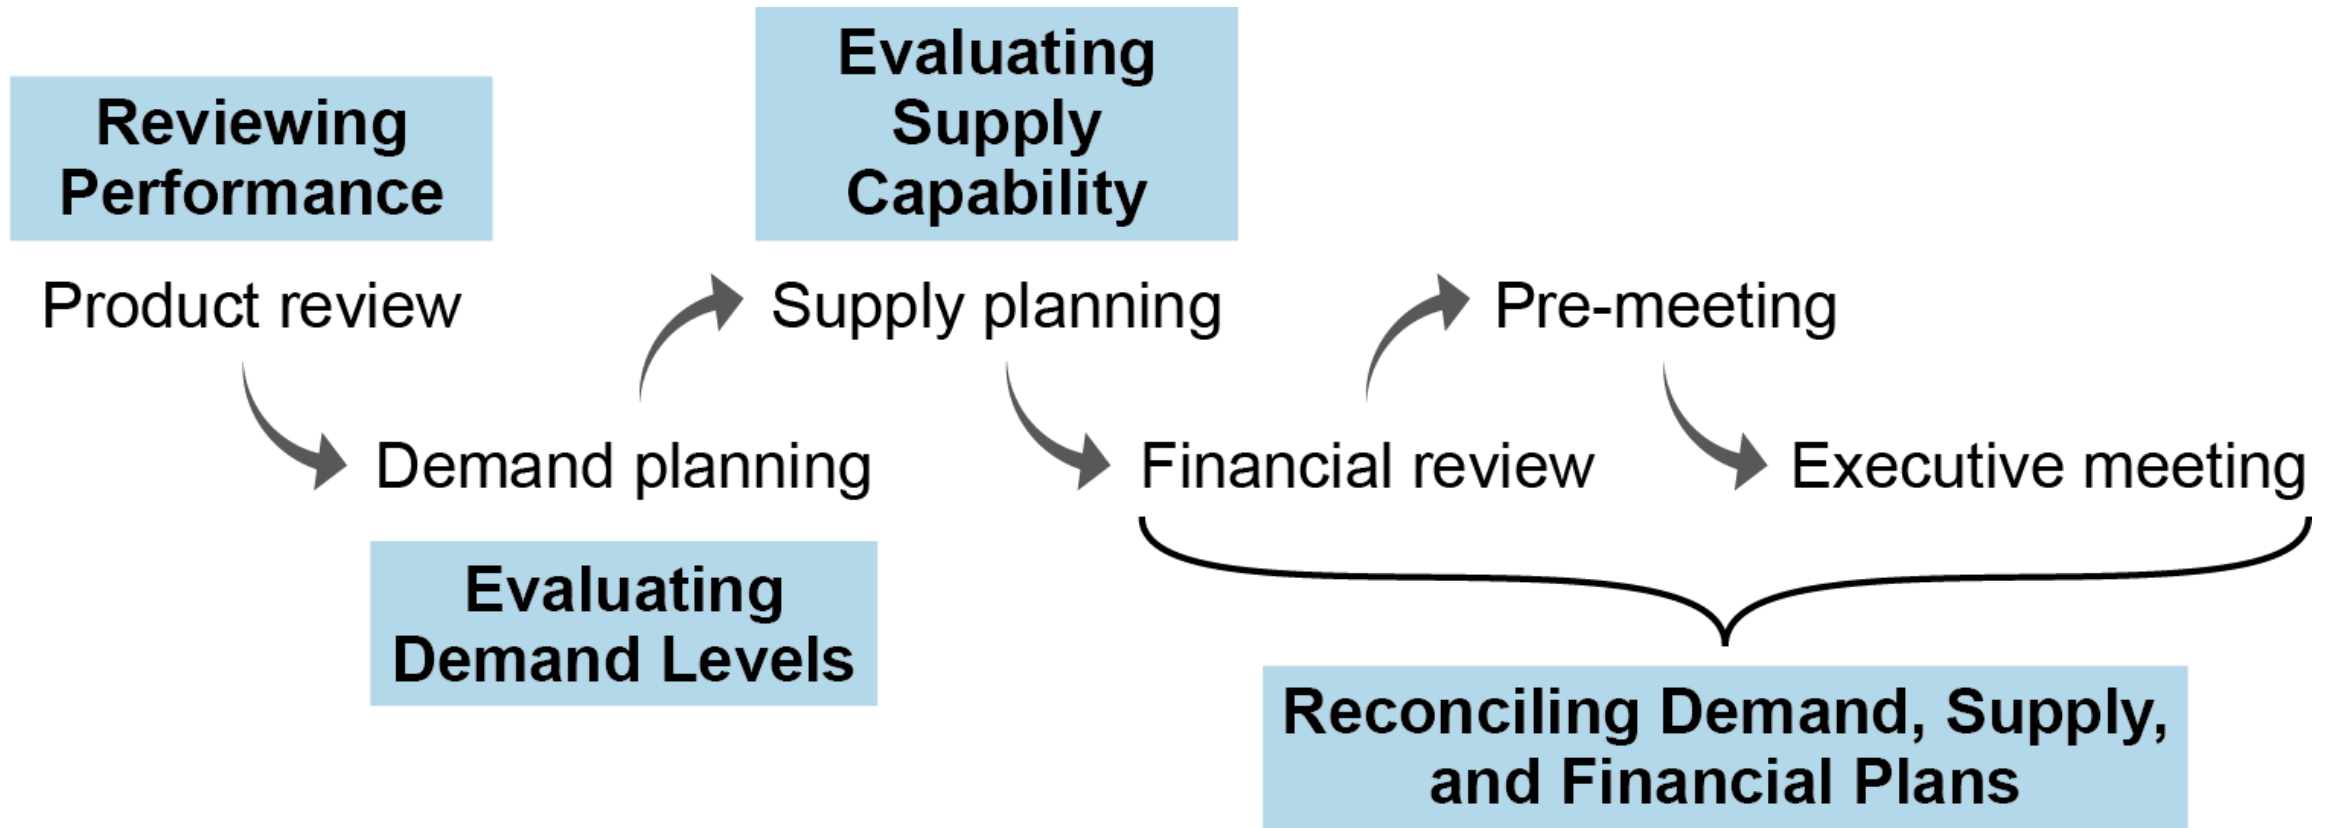 Reviewing
Performance
Product review
Demand planning
Evaluating
Demand Levels
Evaluating
Supply
Capability
Supply planning
Financial review
Pre-meeting
Executive meeting
Reconciling Demand, Supply,
and Financial Plans